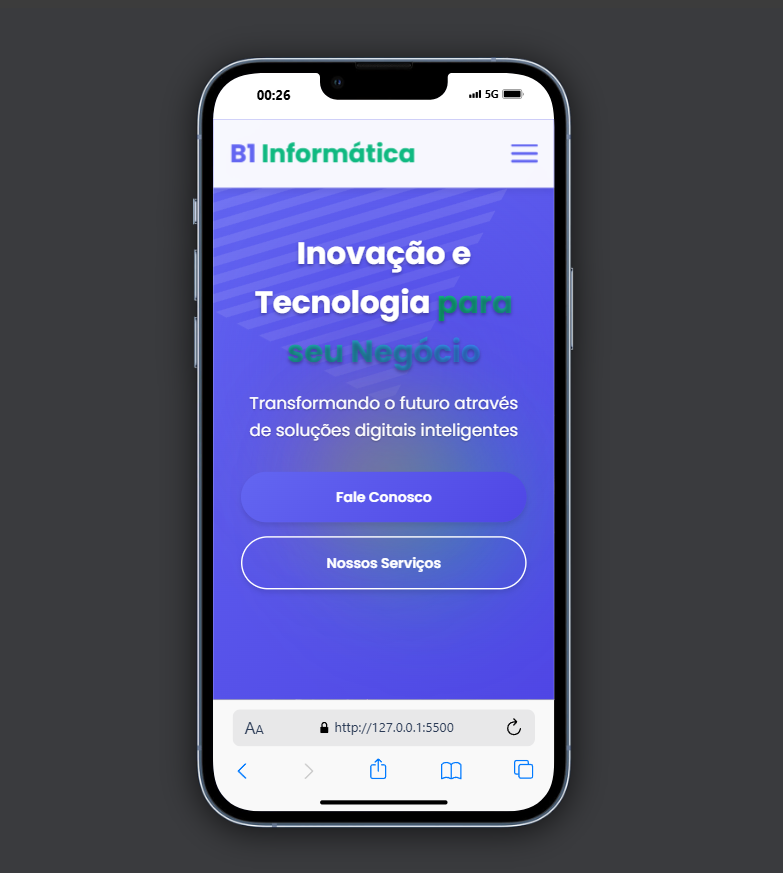 00:26 5G
B1 Informática
Inovação e
Tecnologia para
seu Negócio
Transformando o futuro através
de soluções digitais inteligentes
Fale Conosco
Nossos Serviços
AA http://127.0.0.1:5500